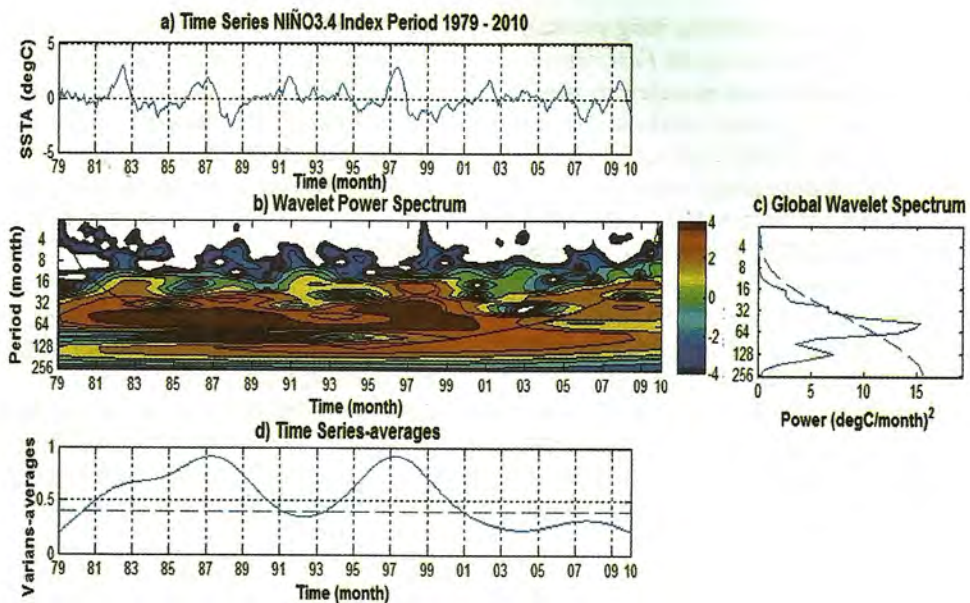 a) Time Series NIÑO3.4 Index Period 1979 - 2010
SSTA (degC)
5
0
-5
79 81 83 85 87 89 91 93 95 97 99 01 03 05 07 09 10
Time (month)
b) Wavelet Power Spectrum
Period (month)
4
8
16
32
64
128
256
79 81 83 85 87 89 91 93 95 97 99 01 03 05 07 09 10
Time (month)
4
2
0
-2
-4
c) Global Wavelet Spectrum
4
8
16
32
64
128
256
0 5 10 15
Power (degC/month)2
d) Time Series-averages
Varians-averages
1
0.5
0
79 81 83 85 87 89 91 93 95 97 99 01 03 05 07 09 10
Time (month)